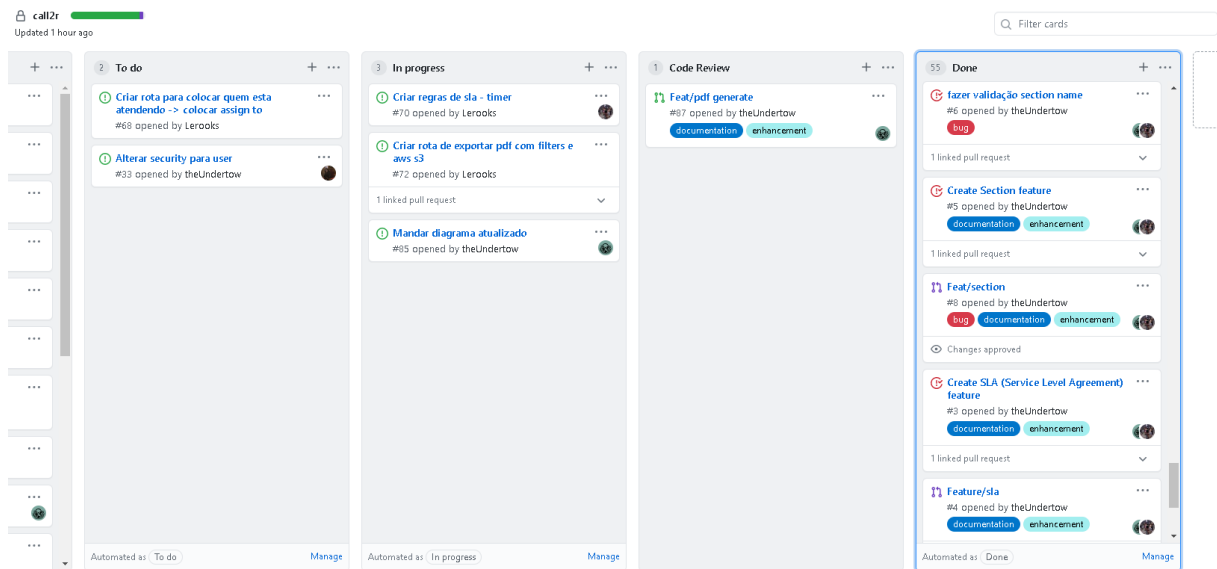 call2r
Updated 1 hour ago
Filter cards
2 To do
Criar rota para colocar quem esta
atendendo -> colocar assign to
#68 opened by Lerooks
Alterar security para user
#33 opened by theUndertow
Automated as To do
Manage
3 In progress
Criar regras de sla - timer
#70 opened by Lerooks
Criar rota de exportar pdf com filters e
aws s3
#72 opened by Lerooks
1 linked pull request
Mandar diagrama atualizado
#85 opened by theUndertow
Automated as In progress
Manage
1 Code Review
Feat/pdf generate
#87 opened by theUndertow
documentation enhancement
55 Done
fazer validação section name
#6 opened by theUndertow
bug
1 linked pull request
Create Section feature
#5 opened by theUndertow
documentation enhancement
1 linked pull request
Feat/section
#8 opened by theUndertow
bug documentation enhancement
Changes approved
Create SLA (Service Level Agreement)
feature
#3 opened by theUndertow
documentation enhancement
1 linked pull request
Feature/sla
#4 opened by theUndertow
documentation enhancement
Automated as Done
Manage